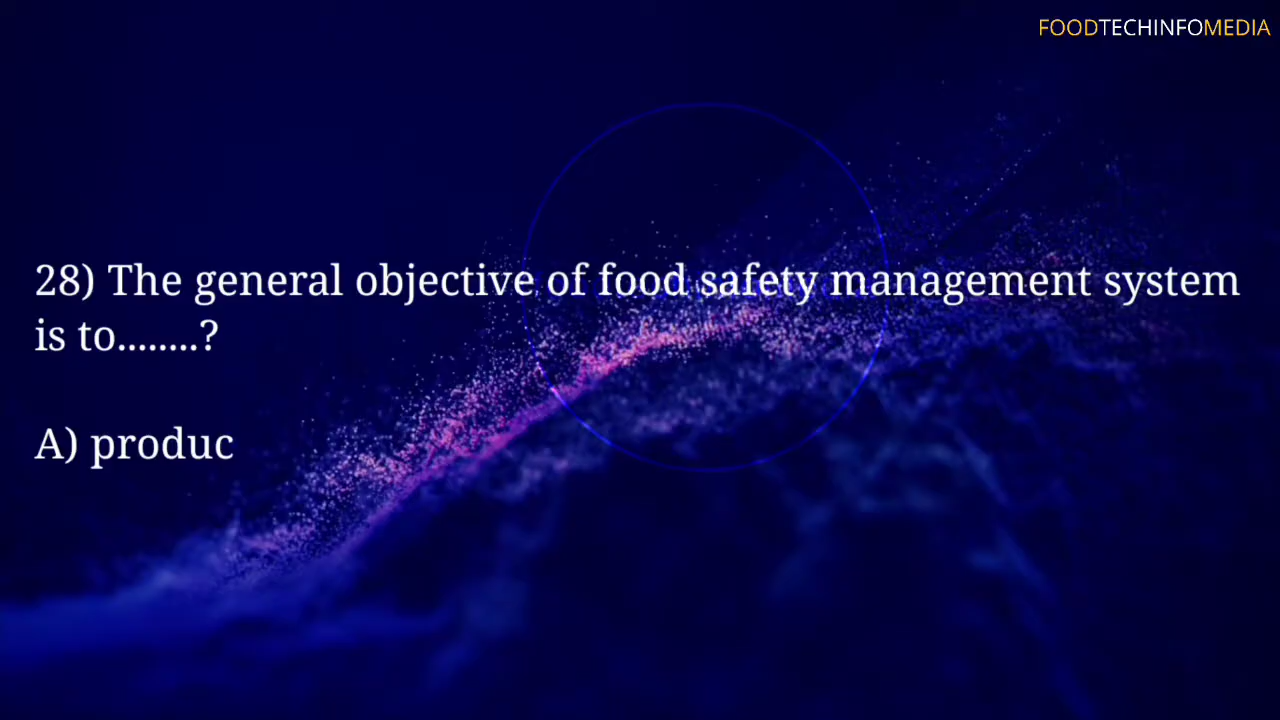 FOODTECHINFOMEDIA
28) The general objective of food safety management system
is to........?
A) produc